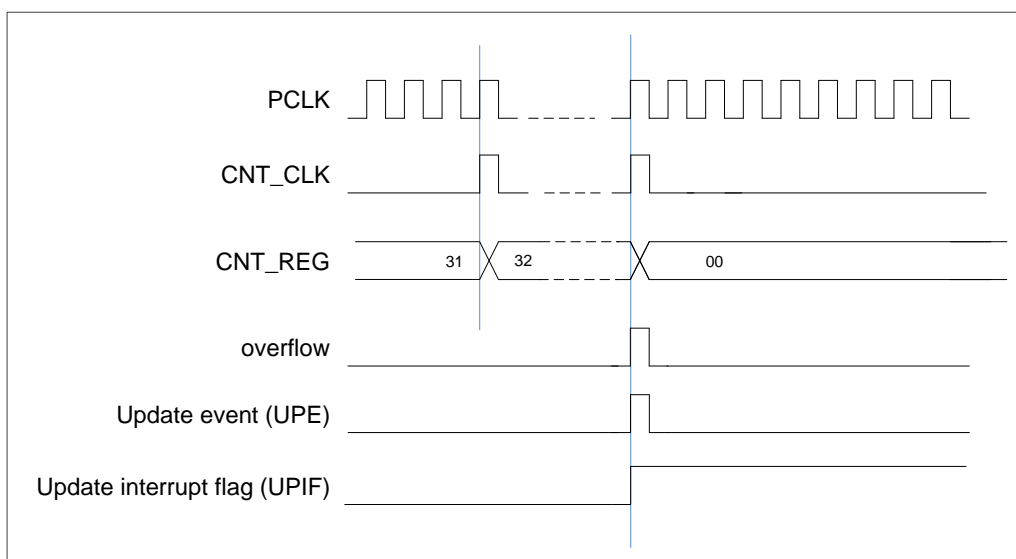 PCLK
CNT_CLK
CNT_REG 31 32 00
overflow
Update event (UPE)
Update interrupt flag (UPIF)